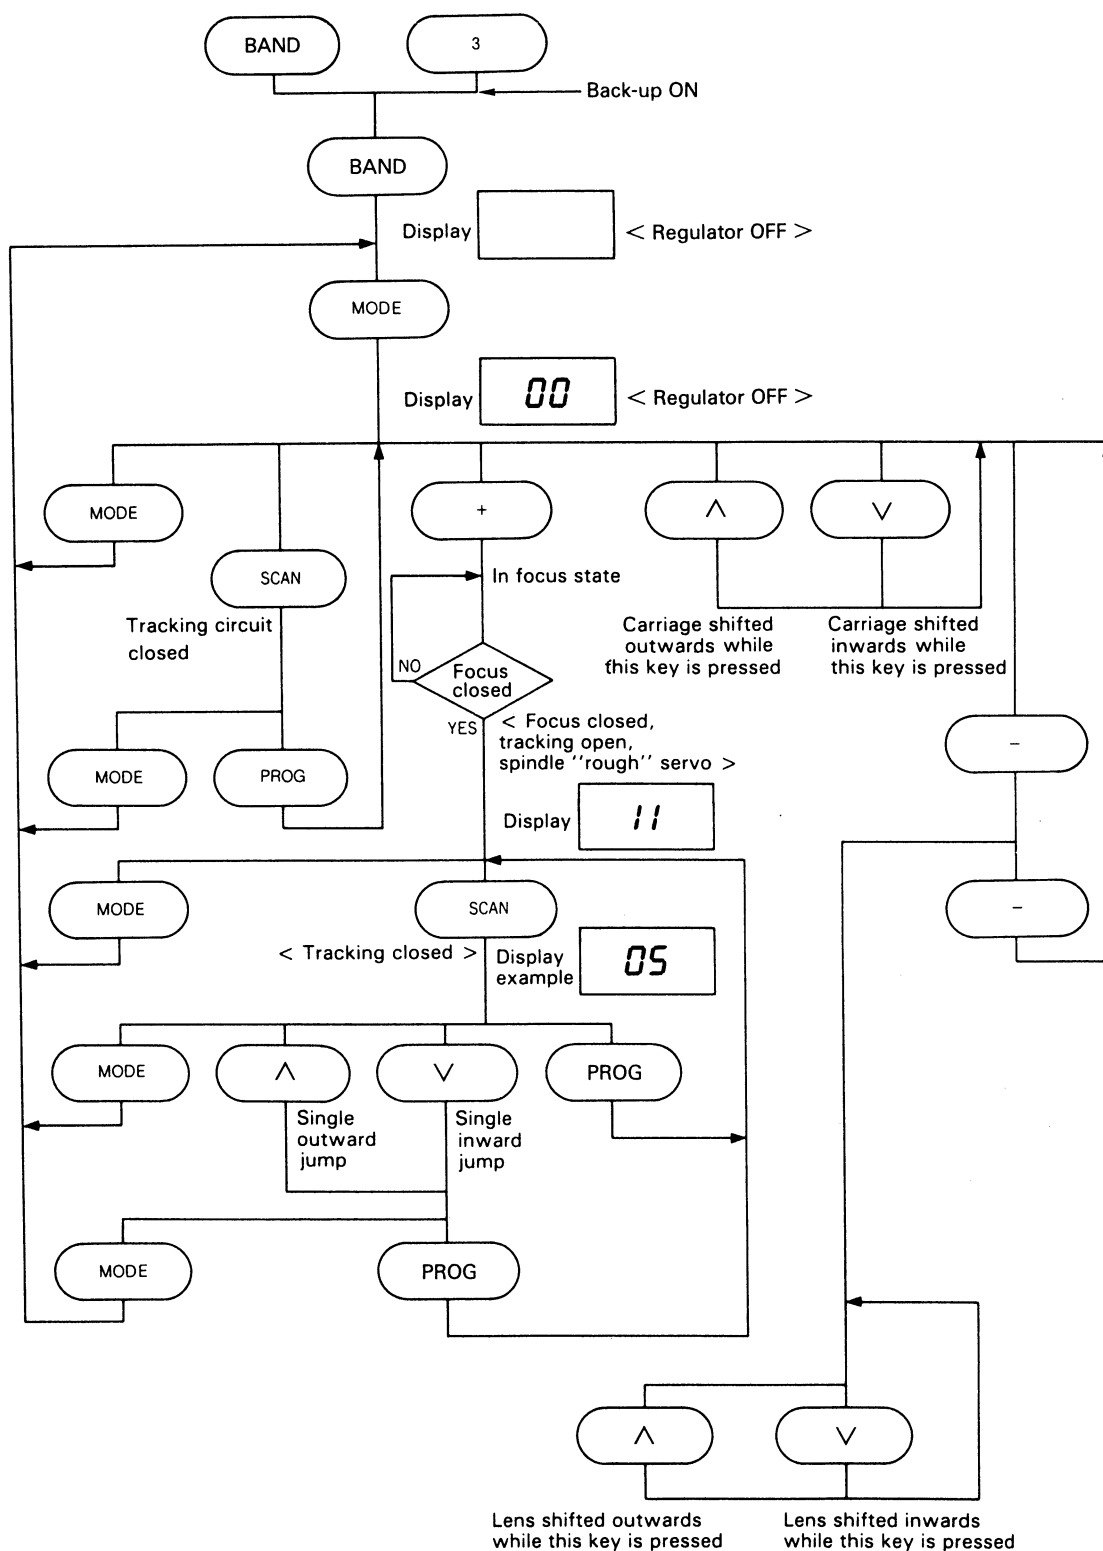 BAND
3
Back-up ON
BAND
Display
< Regulator OFF >
MODE
Display
00
< Regulator OFF >
MODE
+
∧
∨
In focus state
SCAN
Tracking circuit
closed
Carriage shifted
outwards while
this key is pressed
Carriage shifted
inwards while
this key is pressed
NO
Focus
closed
YES
< Focus closed,
tracking open,
spindle "rough" servo >
−
MODE
PROG
Display
11
MODE
SCAN
−
< Tracking closed >
Display
example
05
MODE
∧
∨
PROG
Single
outward
jump
Single
inward
jump
MODE
PROG
∧
∨
Lens shifted outwards
while this key is pressed
Lens shifted inwards
while this key is pressed